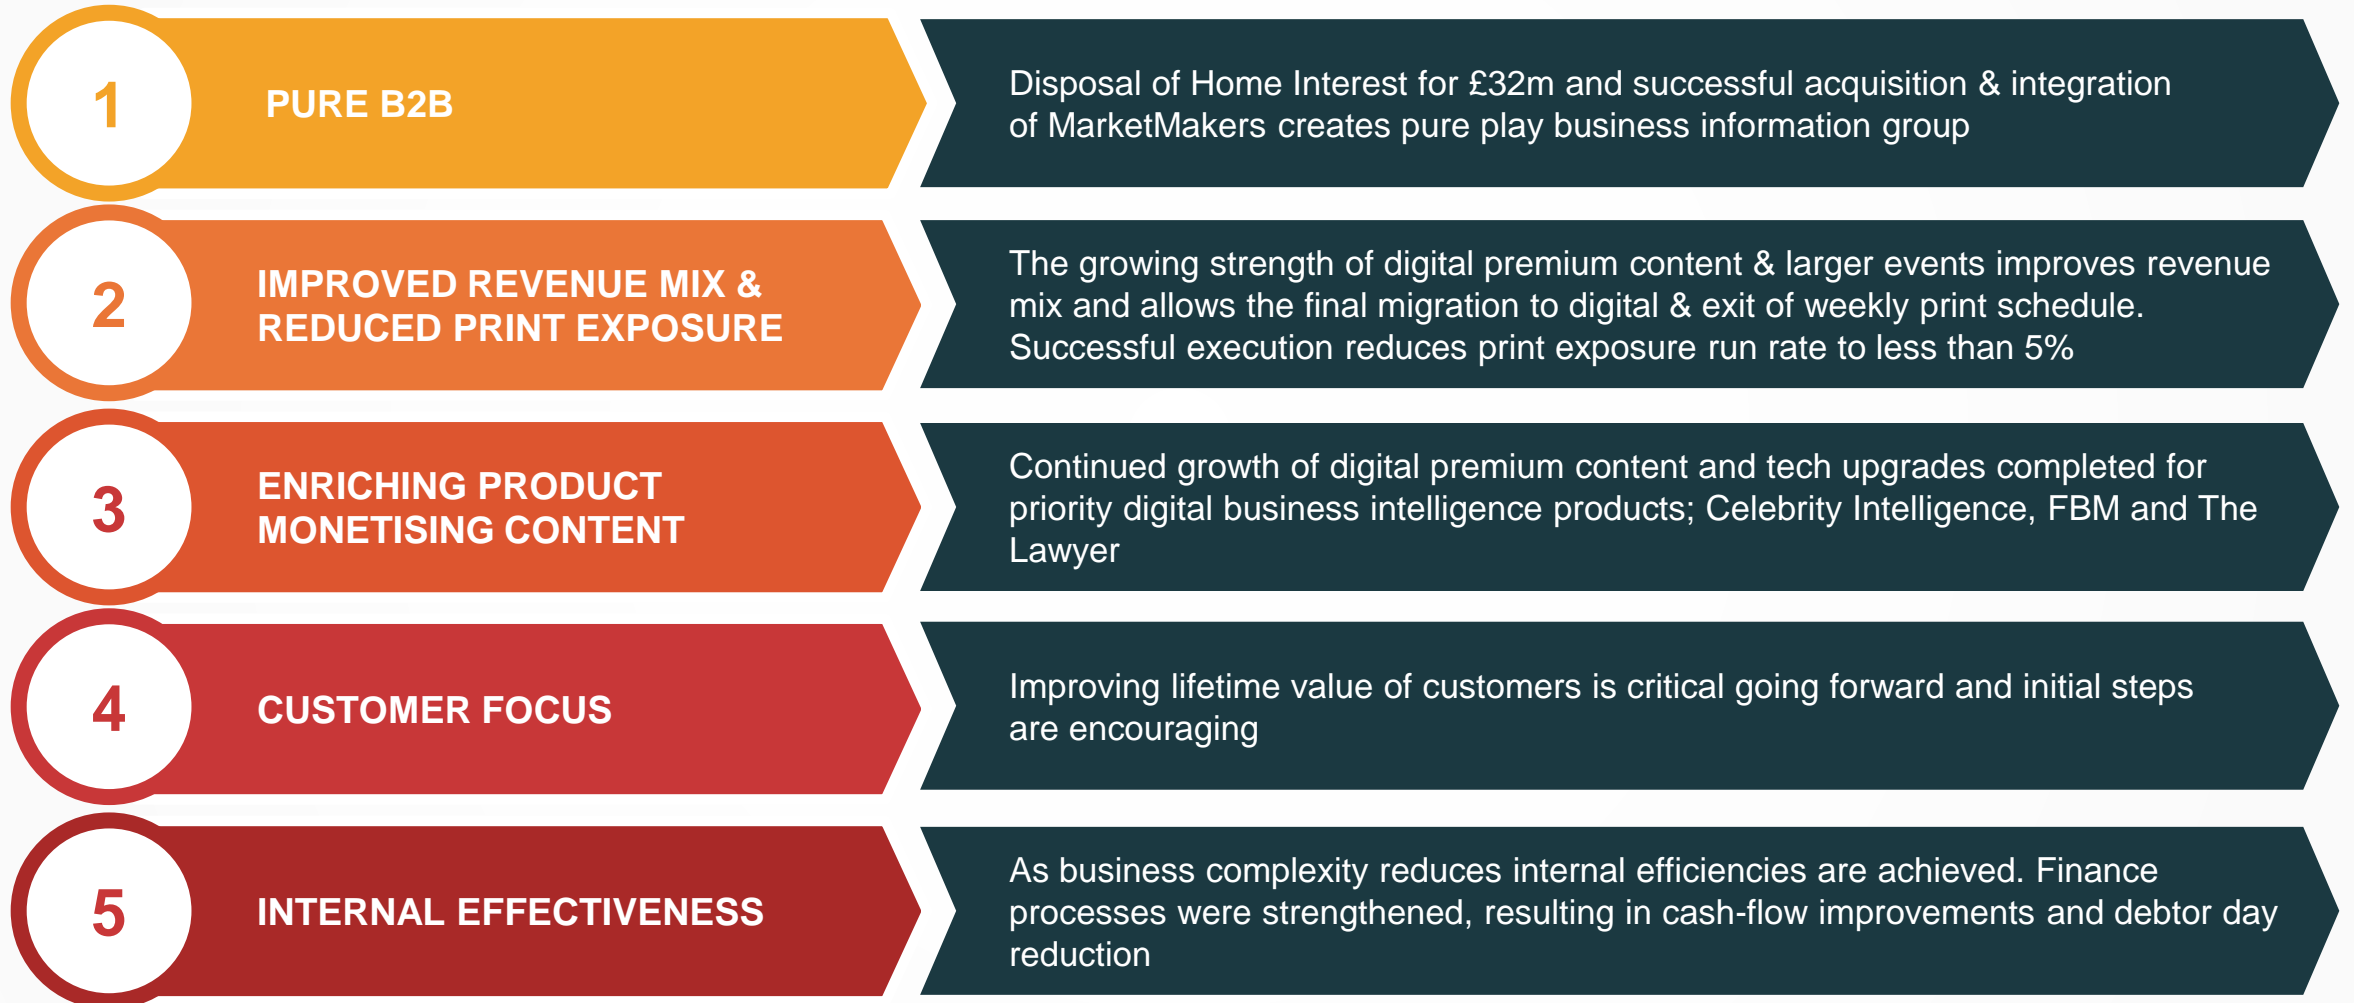 1
PURE B2B
Disposal of Home Interest for £32m and successful acquisition & integration
of MarketMakers creates pure play business information group
2
IMPROVED REVENUE MIX &
REDUCED PRINT EXPOSURE
The growing strength of digital premium content & larger events improves revenue
mix and allows the final migration to digital & exit of weekly print schedule.
Successful execution reduces print exposure run rate to less than 5%
3
ENRICHING PRODUCT
MONETISING CONTENT
Continued growth of digital premium content and tech upgrades completed for
priority digital business intelligence products; Celebrity Intelligence, FBM and The
Lawyer
4
CUSTOMER FOCUS
Improving lifetime value of customers is critical going forward and initial steps
are encouraging
5
INTERNAL EFFECTIVENESS
As business complexity reduces internal efficiencies are achieved. Finance
processes were strengthened, resulting in cash-flow improvements and debtor day
reduction